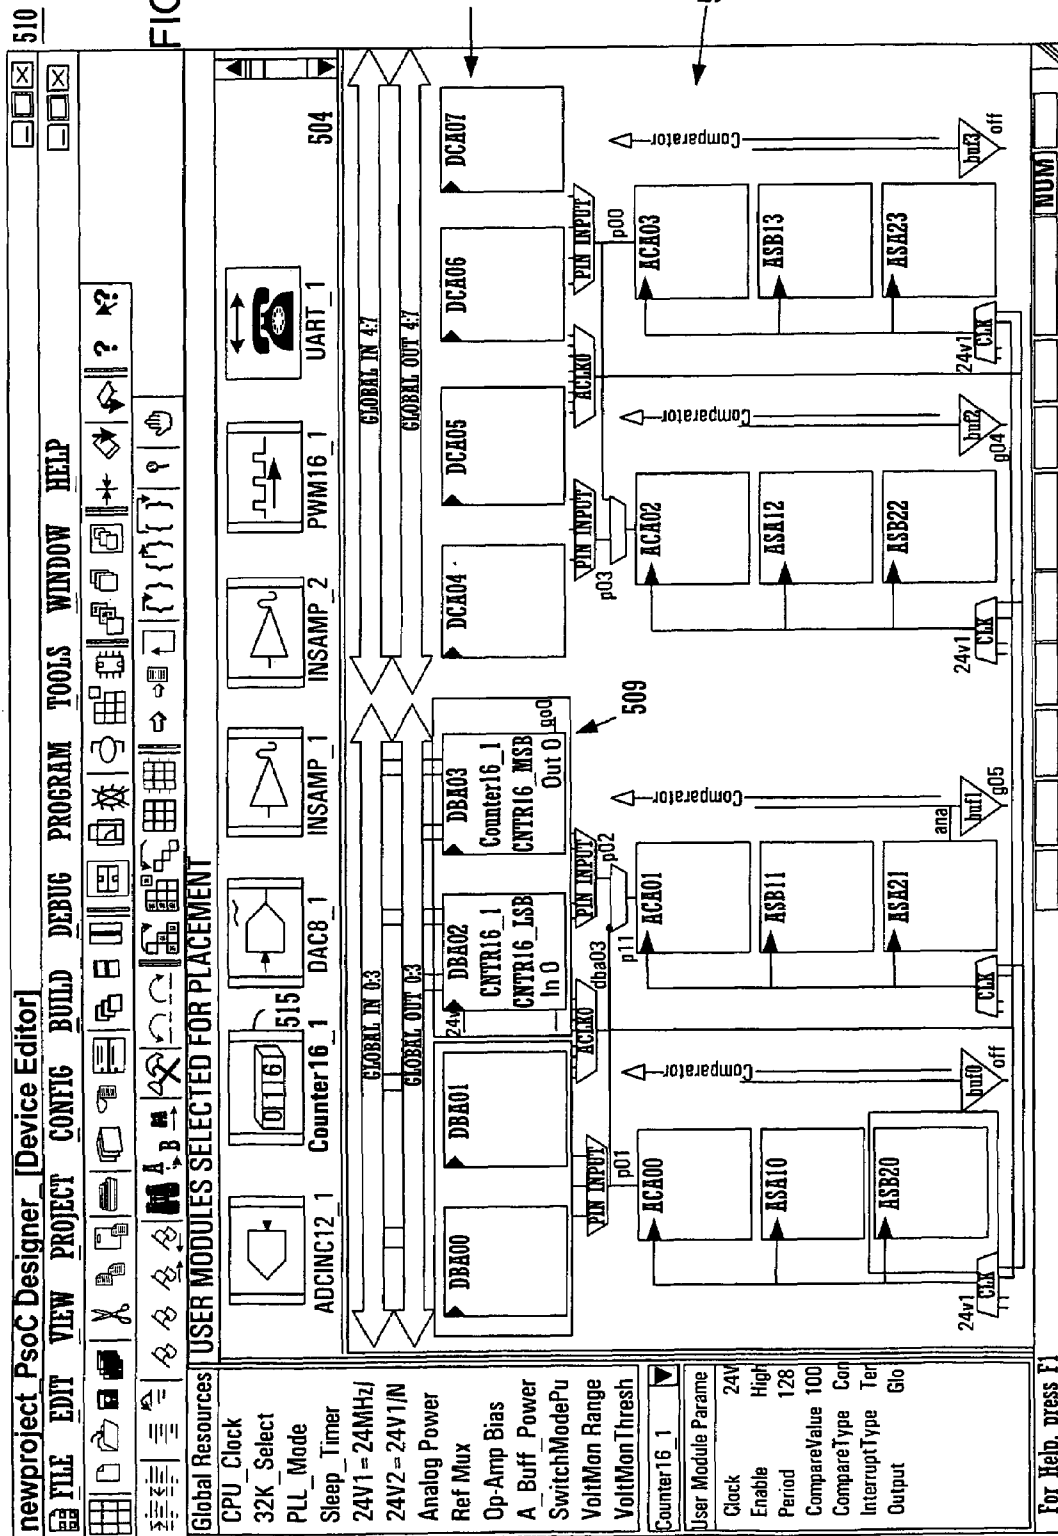 510
FIG
newproject_PsoC Designer_[Device Editor]
FILE EDIT VIEW PROJECT CONFIG BUILD DEBUG PROGRAM TOOLS WINDOW HELP
Global Resources
CPU_Clock
32K_Select
PLL_Mode
Sleep_Timer
24V1=24MHz/
24V2=24V1/N
Analog Power
Ref Mux
Op-Amp Bias
A_Buff_Power
SwitchModePu
VoltMon Range
VoltMonThresh
Counter16_1
User Module Parame
Clock 24V
Enable High
Period 128
CompareValue 100
CompareType Con
InterruptType Ter
Output Glo
USER MODULES SELECTED FOR PLACEMENT
ADCINC12_1
0 1 6
515
Counter16_1
DAC8_1
INSAMP_1
INSAMP_2
PWM16_1
UART_1
504
GLOBAL IN 0:3
GLOBAL IN 4:7
GLOBAL OUT 0:3
GLOBAL OUT 4:7
DBA00
DBA01
24v
DBA02
CNTR16_1
CNTR16_LSB
In 0
DBA03
Counter16_1
CNTR16_MSB
Out 0
go0
DCA04
DCA05
DCA06
DCA07
509
PIN INPUT
ACLK0
PIN INPUT
PIN INPUT
ACLK0
PIN INPUT
p01
dba03
p11
p02
p03
p00
ACA00
ACA01
ACA02
ACA03
ASA10
ASB11
ASA12
ASB13
ASB20
ASA21
ASB22
ASA23
Comparator
Comparator
Comparator
Comparator
24v1
CLK
buf0
off
CLK
ana
buf1
g05
24v1
CLK
buf2
g04
24v1
CLK
buf3
off
For Help, press F1
NUM